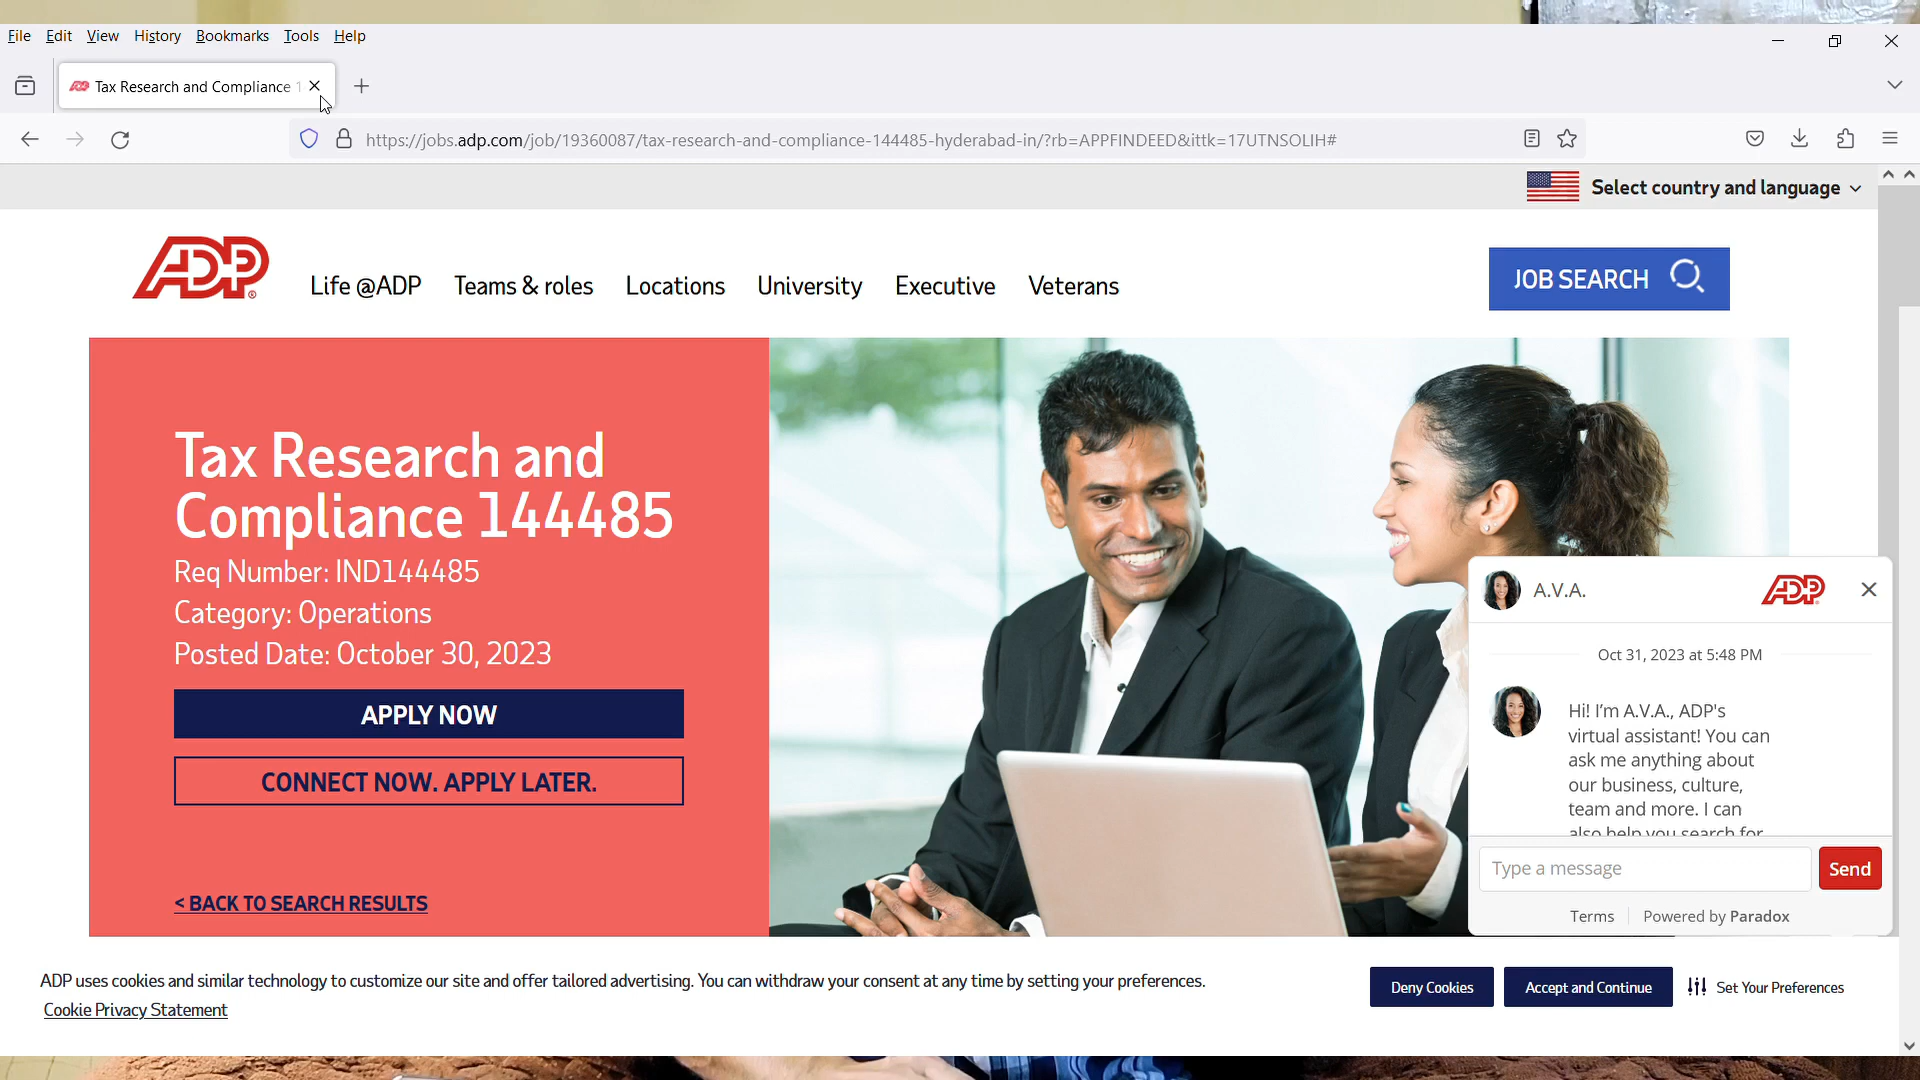 File Edit View History Bookmarks Tools Help
Tax Research and Compliance 1
https://jobs.adp.com/job/19360087/tax-research-and-compliance-144485-hyderabad-in/?rb=APPFINDEED&ittk=17UTNSOLIH#
Select country and language
ADP
Life @ADP Teams & roles Locations University Executive Veterans
JOB SEARCH
Tax Research and
Compliance 144485
Req Number: IND144485
Category: Operations
Posted Date: October 30, 2023
APPLY NOW
CONNECT NOW. APPLY LATER.
< BACK TO SEARCH RESULTS
A.V.A. ADP
Oct 31, 2023 at 5:48 PM
Hi! I'm A.V.A., ADP's
virtual assistant! You can
ask me anything about
our business, culture,
team and more. I can
also help you search for
Type a message Send
Terms Powered by Paradox
ADP uses cookies and similar technology to customize our site and offer tailored advertising. You can withdraw your consent at any time by setting your preferences.
Cookie Privacy Statement
Deny Cookies Accept and Continue Set Your Preferences